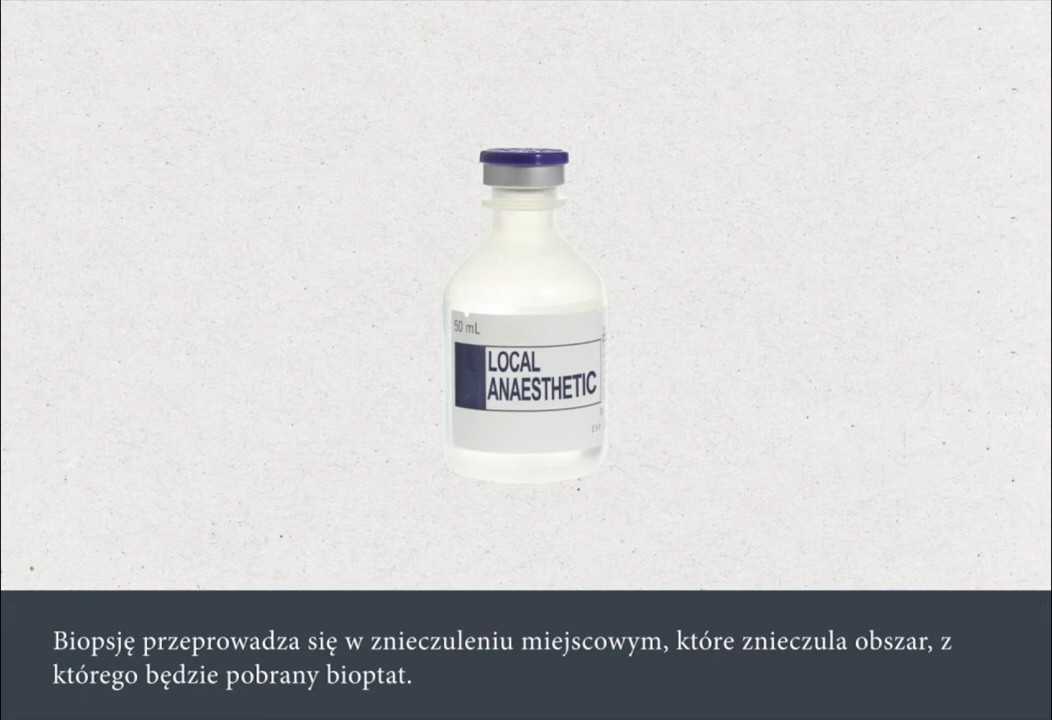 50 mL
LOCAL
ANAESTHETIC
Biopsję przeprowadza się w znieczuleniu miejscowym, które znieczula obszar, z
którego będzie pobrany bioptat.